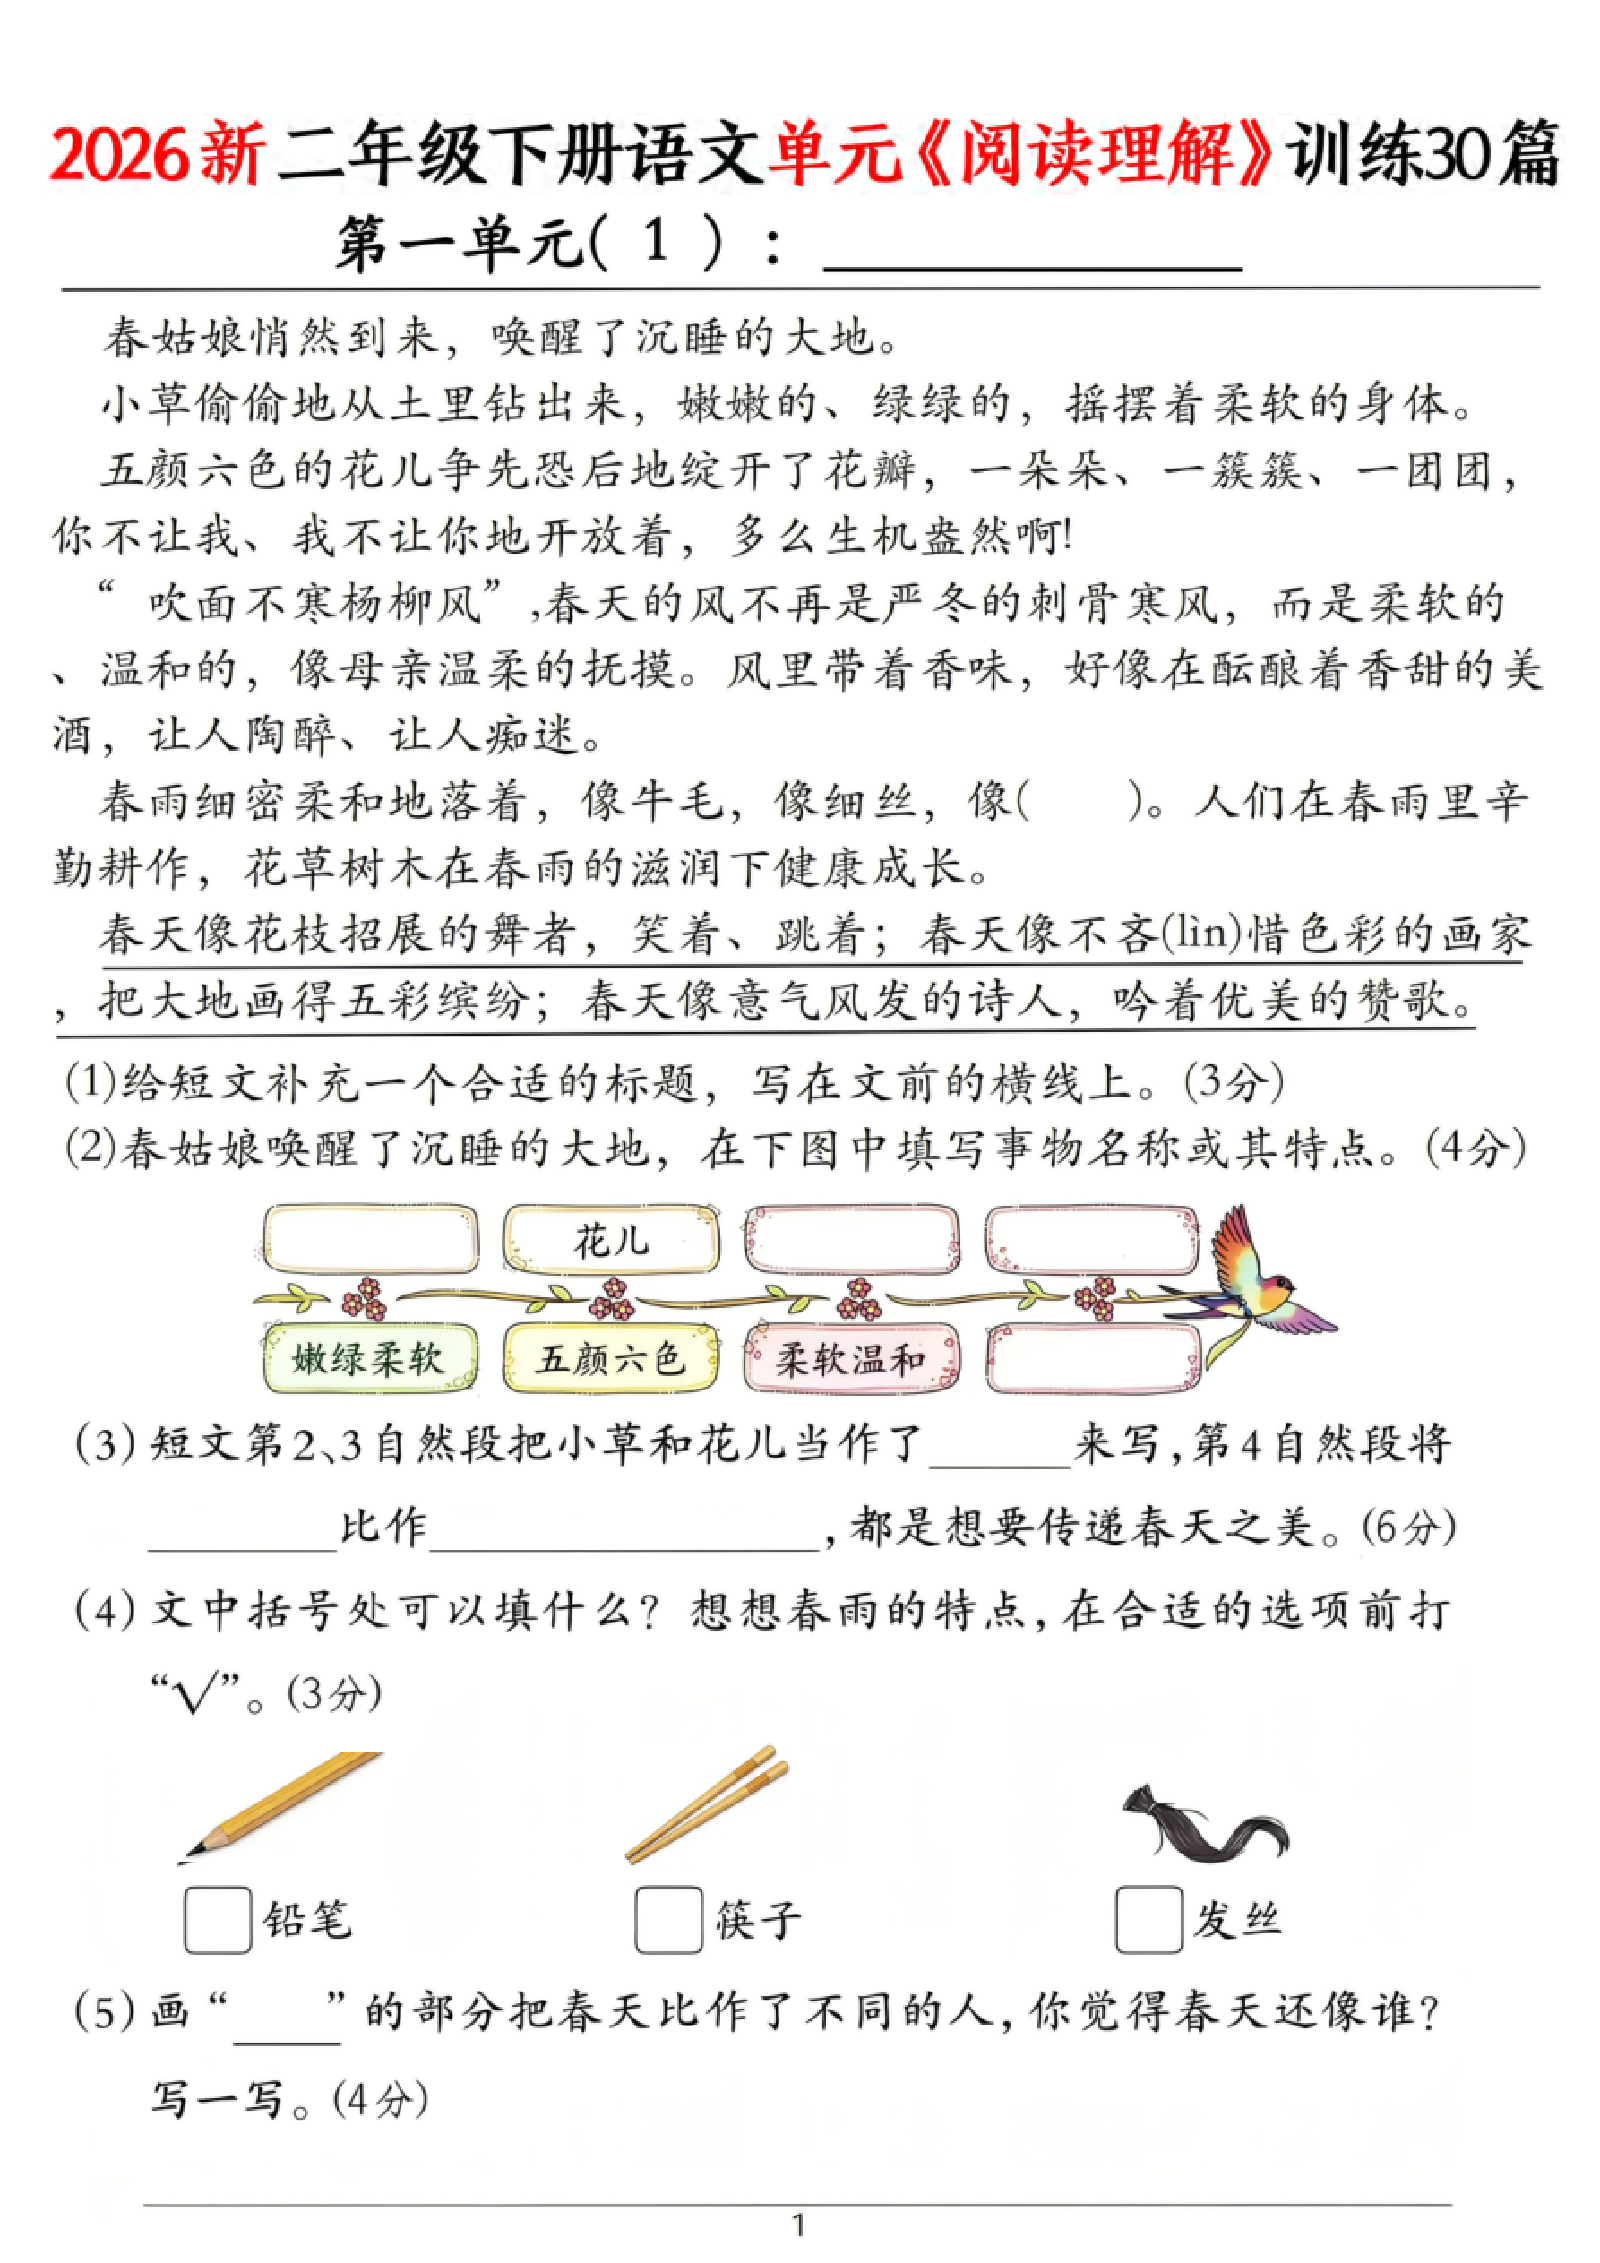 2026新 二年级下册语文单元《阅读理解》训练30篇
第一单元( 1 ) ：
春姑娘悄然到来，唤醒了沉睡的大地。
小草偷偷地从土里钻出来，嫩嫩的、绿绿的，摇摆着柔软的身体。
五颜六色的花儿争先恐后地绽开了花瓣，一朵朵、一簇簇、一团团，
你不让我、我不让你地开放着，多么生机盎然啊!
“ 吹面不寒杨柳风”,春天的风不再是严冬的刺骨寒风，而是柔软的
、温和的，像母亲温柔的抚摸。风里带着香味，好像在酝酿着香甜的美
酒，让人陶醉、让人痴迷。
春雨细密柔和地落着，像牛毛，像细丝，像(    )。人们在春雨里辛
勤耕作，花草树木在春雨的滋润下健康成长。
春天像花枝招展的舞者，笑着、跳着；春天像不吝(lin)惜色彩的画家
，把大地画得五彩缤纷；春天像意气风发的诗人，吟着优美的赞歌。
(1)给短文补充一个合适的标题，写在文前的横线上。(3分)
(2)春姑娘唤醒了沉睡的大地，在下图中填写事物名称或其特点。(4分)
花儿
嫩绿柔软 五颜六色 柔软温和
(3)短文第2、3自然段把小草和花儿当作了______来写,第4自然段将
________比作________________,都是想要传递春天之美。(6分)
(4)文中括号处可以填什么？想想春雨的特点,在合适的选项前打
“√”。(3分)
铅笔 筷子 发丝
(5)画“____”的部分把春天比作了不同的人,你觉得春天还像谁？
写一写。(4分)
1